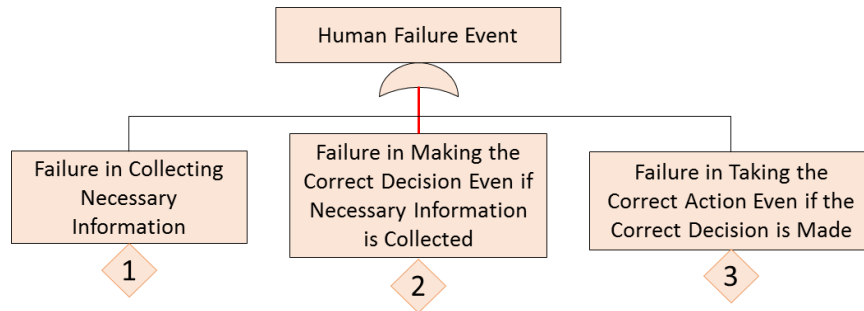 Human Failure Event
Failure in Collecting
Necessary
Information
Failure in Making the
Correct Decision Even if
Necessary Information
is Collected
Failure in Taking the
Correct Action Even if the
Correct Decision is Made
1
2
3